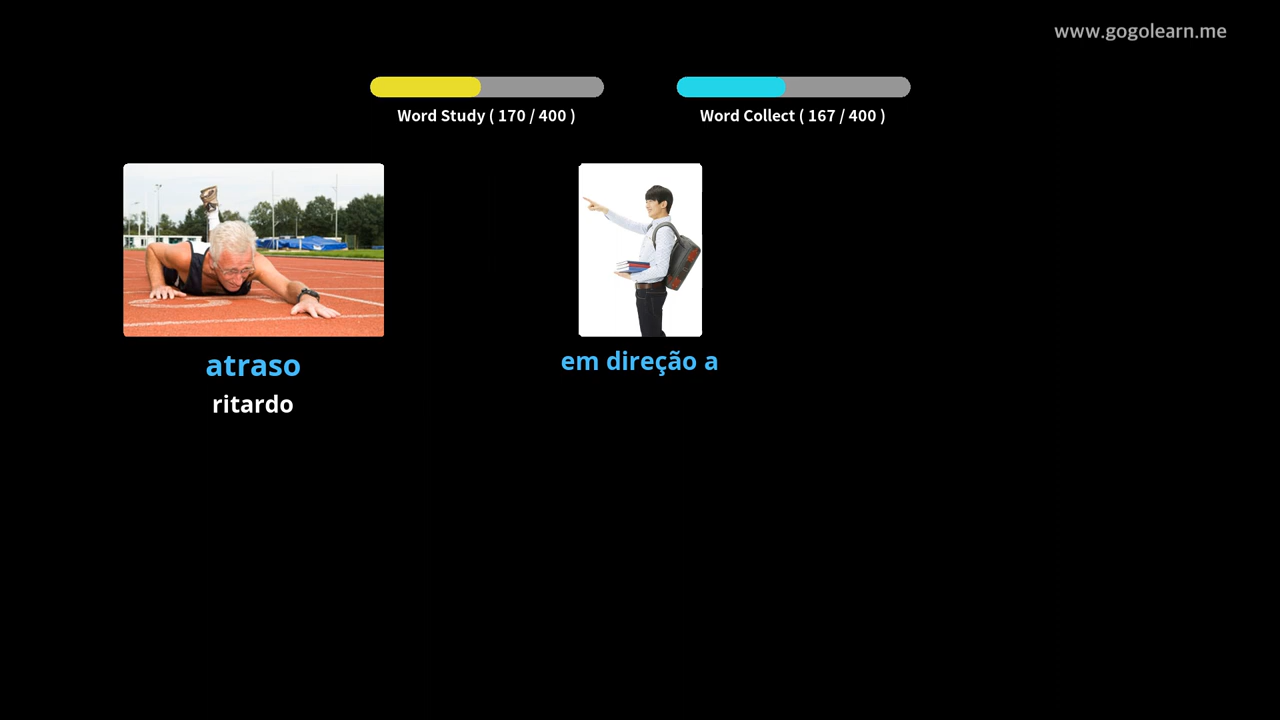 www.gogolearn.me
Word Study ( 170 / 400 )
Word Collect ( 167 / 400 )
atraso
ritardo
em direção a